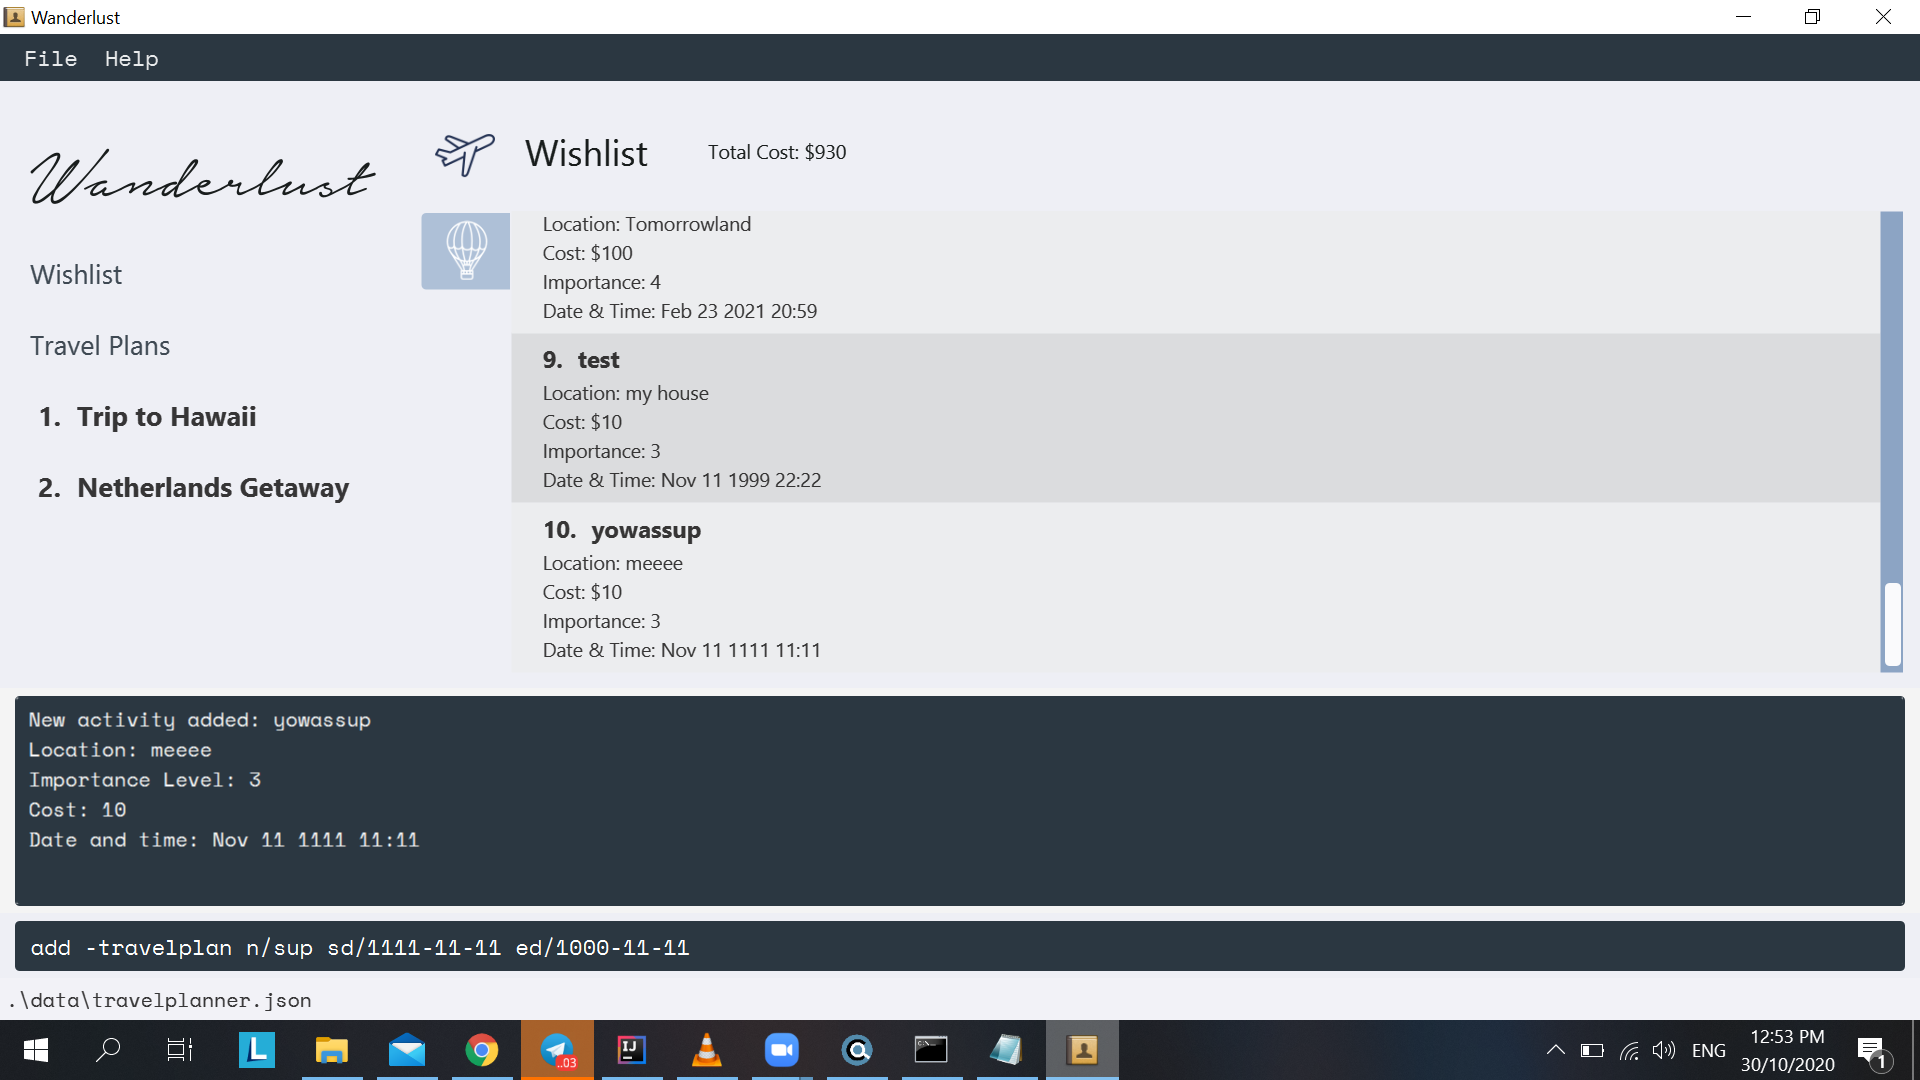 Wanderlust
File Help
Wanderlust
Wishlist
Travel Plans
1. Trip to Hawaii
2. Netherlands Getaway
Wishlist Total Cost: $930
Location: Tomorrowland
Cost: $100
Importance: 4
Date & Time: Feb 23 2021 20:59
9. test
Location: my house
Cost: $10
Importance: 3
Date & Time: Nov 11 1999 22:22
10. yowassup
Location: meeee
Cost: $10
Importance: 3
Date & Time: Nov 11 1111 11:11
New activity added: yowassup
Location: meeee
Importance Level: 3
Cost: 10
Date and time: Nov 11 1111 11:11
add -travelplan n/sup sd/1111-11-11 ed/1000-11-11
.\data\travelplanner.json
L
..03
IJ
C:\_
ENG
12:53 PM
30/10/2020
1